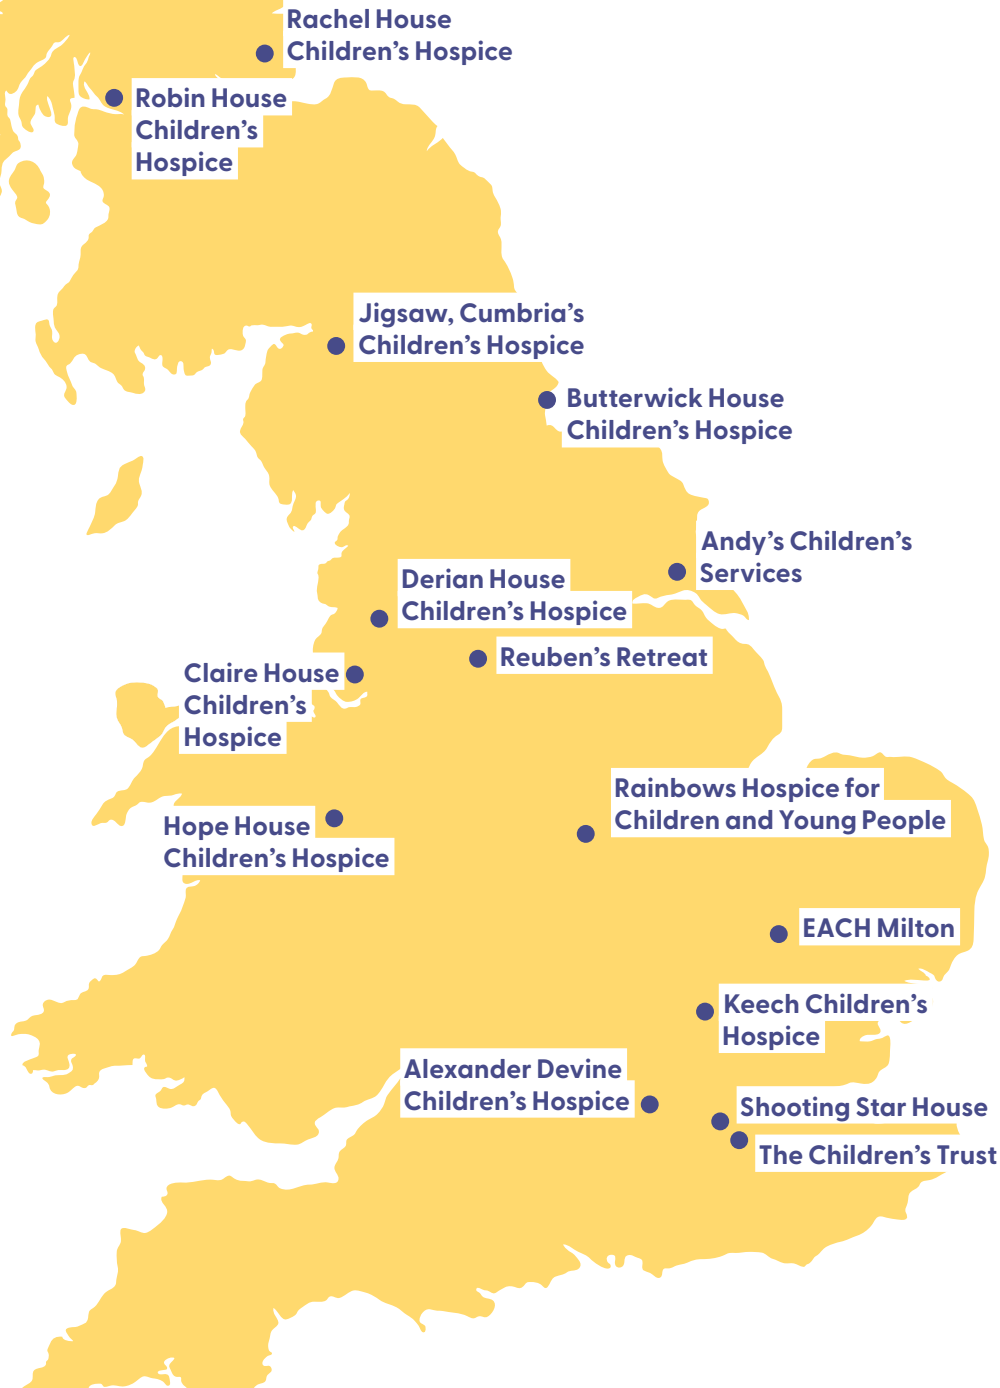 Rachel House
Children’s Hospice
Robin House
Children’s
Hospice
Jigsaw, Cumbria’s
Children’s Hospice
Butterwick House
Children’s Hospice
Andy’s Children’s
Services
Derian House
Children’s Hospice
Reuben’s Retreat
Claire House
Children’s
Hospice
Rainbows Hospice for
Children and Young People
Hope House
Children’s Hospice
EACH Milton
Keech Children’s
Hospice
Alexander Devine
Children’s Hospice
Shooting Star House
The Children’s Trust